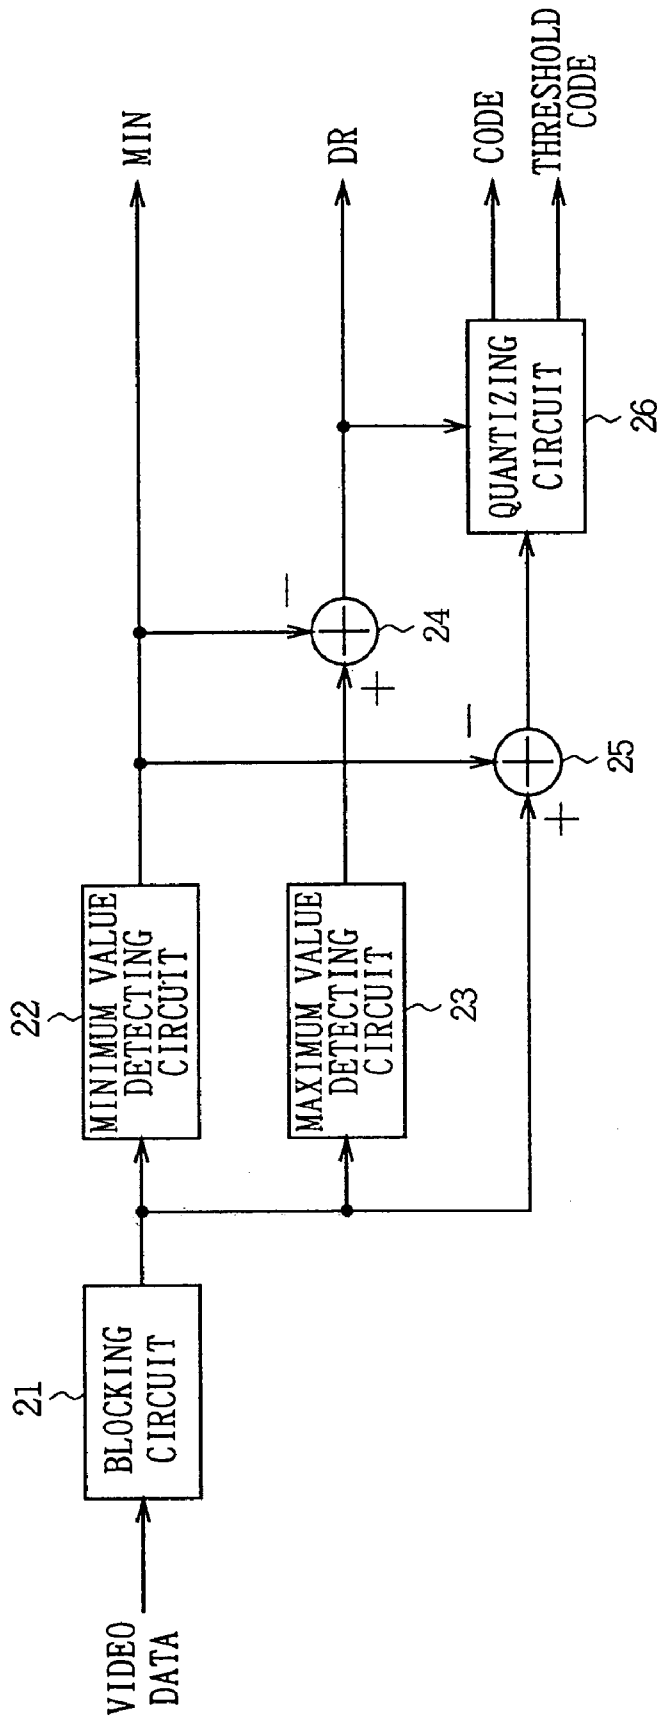 VIDEO
DATA
21
BLOCKING
CIRCUIT
22
MINIMUM VALUE
DETECTING
CIRCUIT
MAXIMUM VALUE
DETECTING
CIRCUIT
23
−
+
24
−
+
25
QUANTIZING
CIRCUIT
26
MIN
DR
CODE
THRESHOLD
CODE